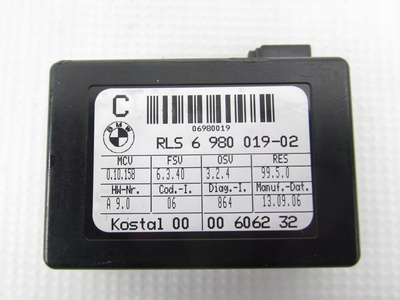 C
06980019
BMW
RLS 6 980 019-02
MCV FSV OSV RES
0.10.158 6.3.40 3.2.4 99.5.0
HW-Nr. Cod.-I. Diag.-I. Manuf.-Dat.
A 9.0 06 864 13.09.06
Kostal 00 00 6062 32